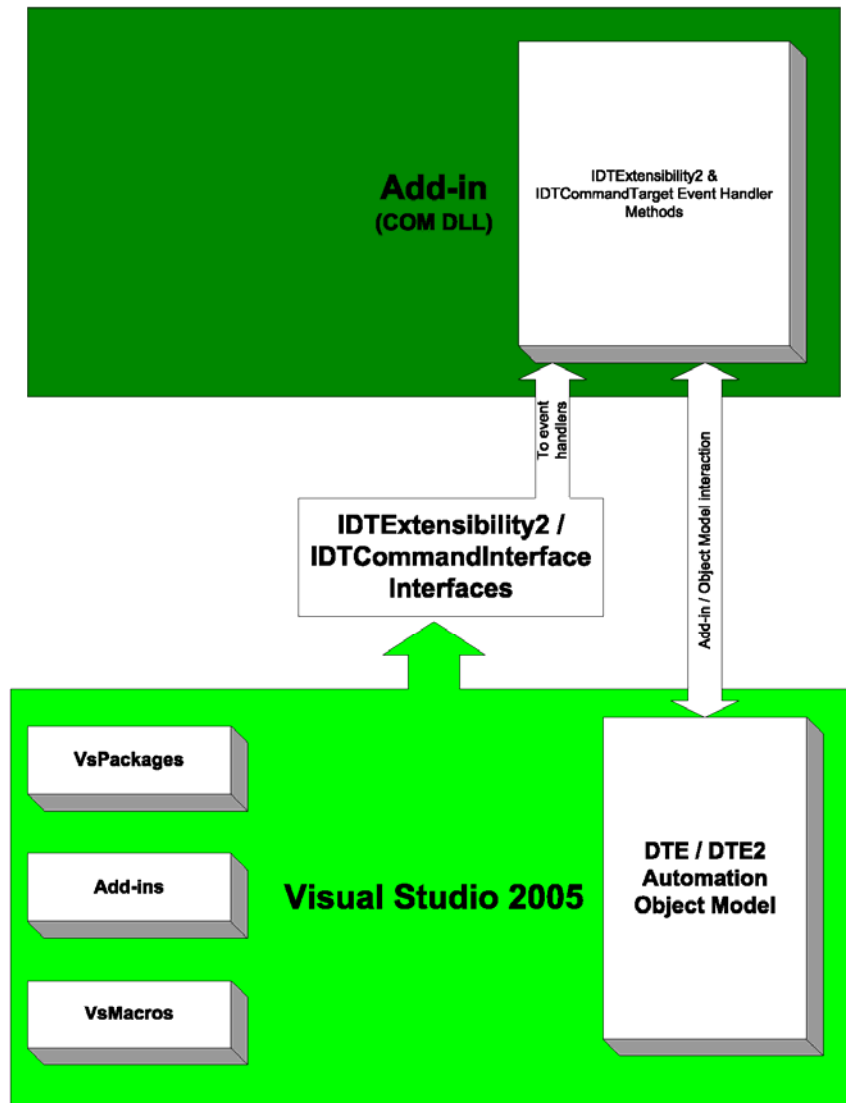 Add-in
(COM DLL)
IDTExtensibility2 &
IDTCommandTarget Event Handler
Methods
To event
handlers
Add-in / Object Model interaction
IDTExtensibility2 /
IDTCommandInterface
Interfaces
VsPackages
Add-ins
VsMacros
Visual Studio 2005
DTE / DTE2
Automation
Object Model